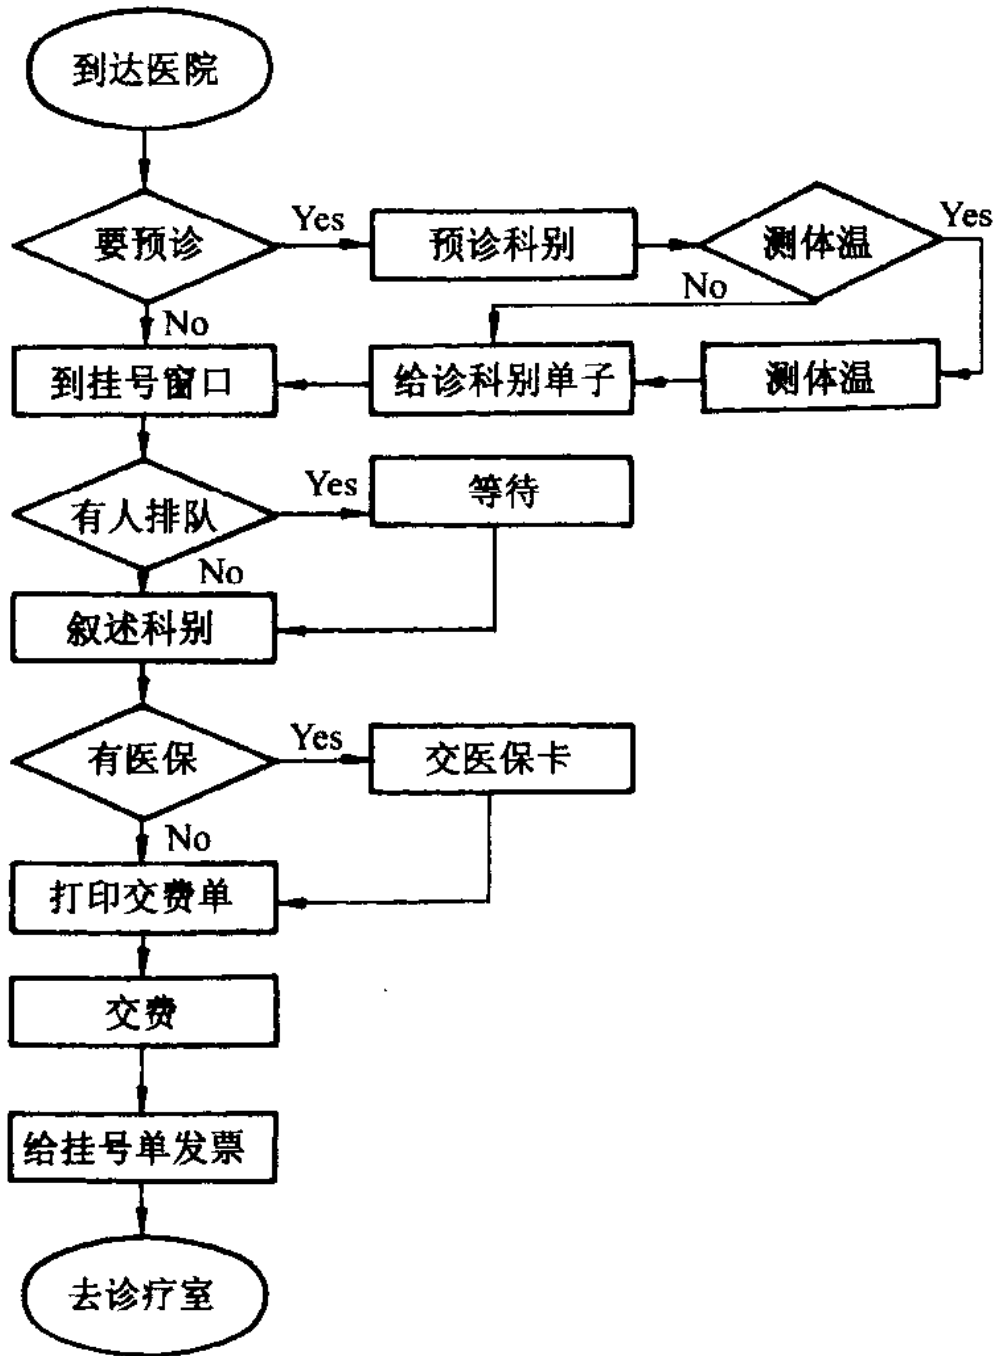 到达医院
要预诊
Yes
预诊科别
测体温
Yes
No
No
到挂号窗口
给诊科别单子
测体温
有人排队
Yes
等待
No
叙述科别
有医保
Yes
交医保卡
No
打印交费单
交费
给挂号单发票
去诊疗室